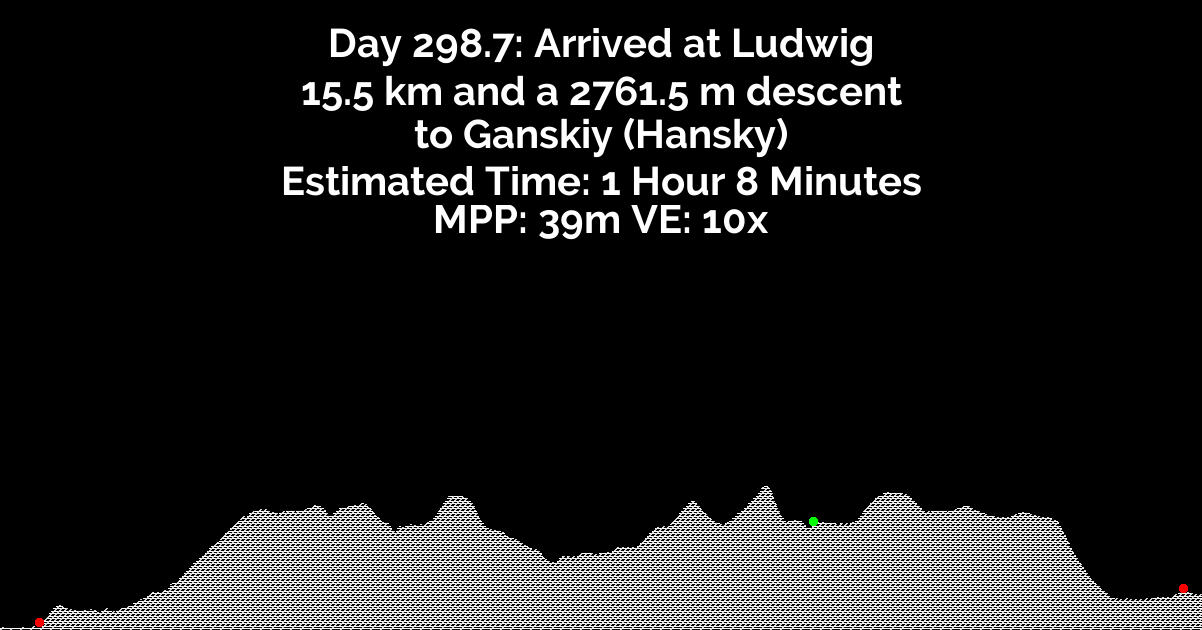 Day 298.7: Arrived at Ludwig
15.5 km and a 2761.5 m descent
to Ganskiy (Hansky)
Estimated Time: 1 Hour 8 Minutes
MPP: 39m VE: 10x